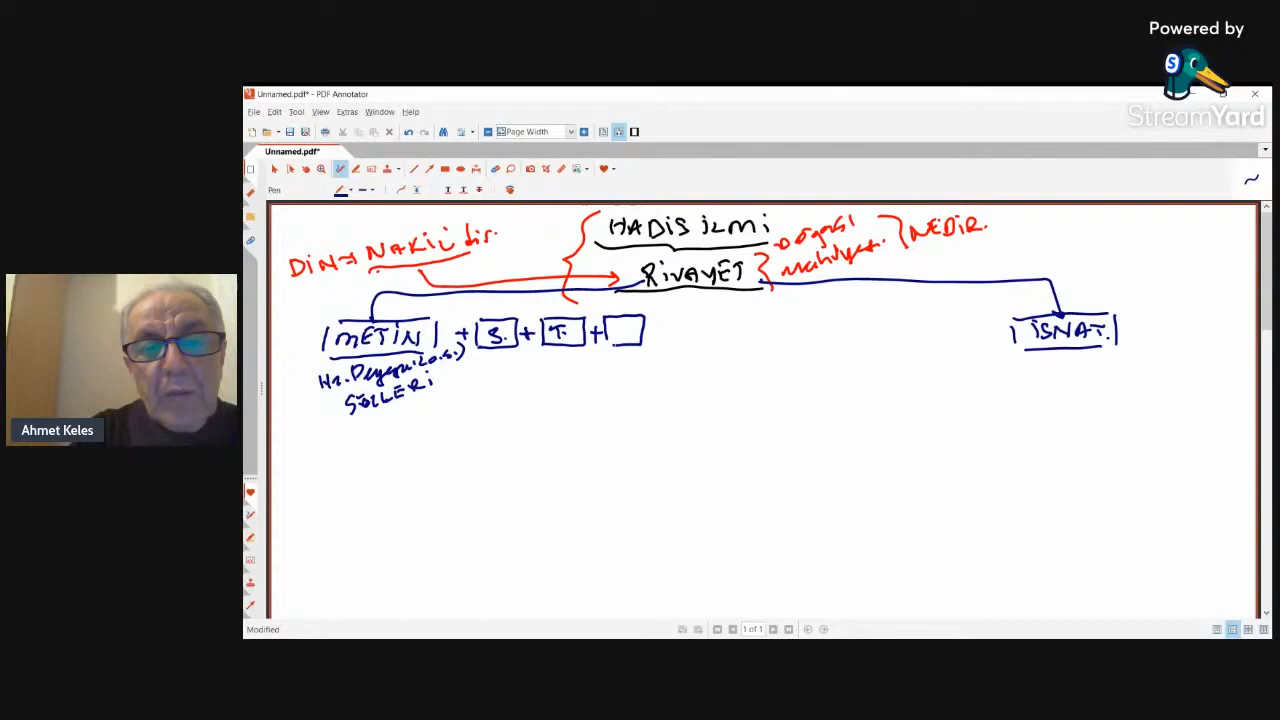 Powered by
StreamYard
Unnamed.pdf* - PDF Annotator
File Edit Tool View Extras Window Help
Page Width
Unnamed.pdf*
Pen
HADİS İLMİ
DİN → NAKİL dir.
RİVAYET
NEDİR.
METİN + S. + T. +
İSNAT.
SÖZLERİ
Ahmet Keles
Modified
1 of 1